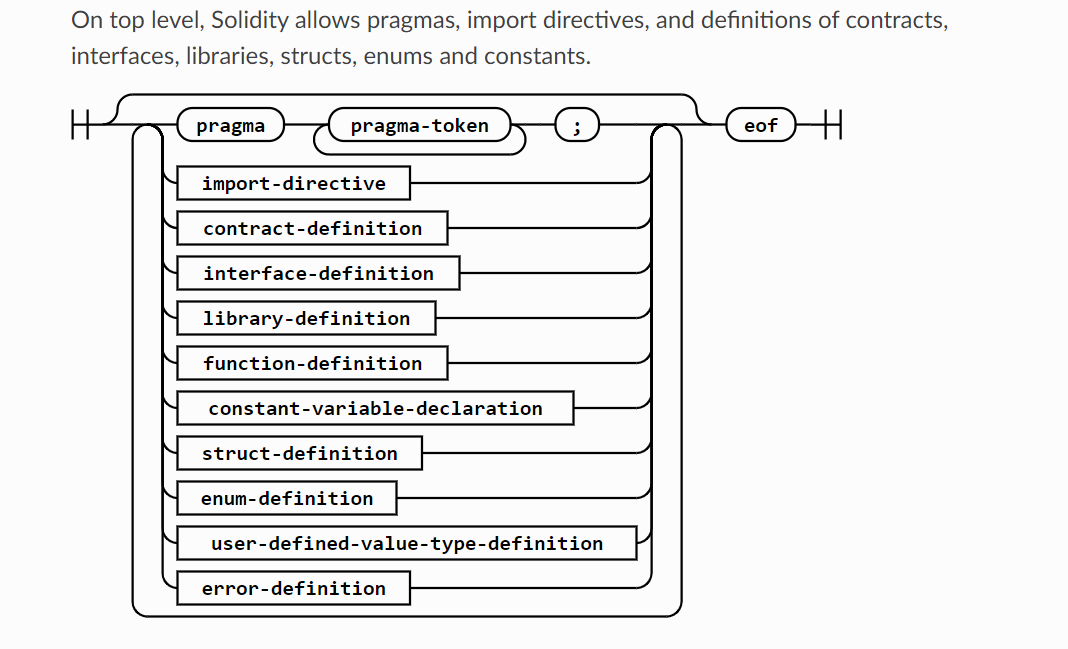 On top level, Solidity allows pragmas, import directives, and definitions of contracts,
interfaces, libraries, structs, enums and constants.
pragma pragma-token ; eof
import-directive
contract-definition
interface-definition
library-definition
function-definition
constant-variable-declaration
struct-definition
enum-definition
user-defined-value-type-definition
error-definition